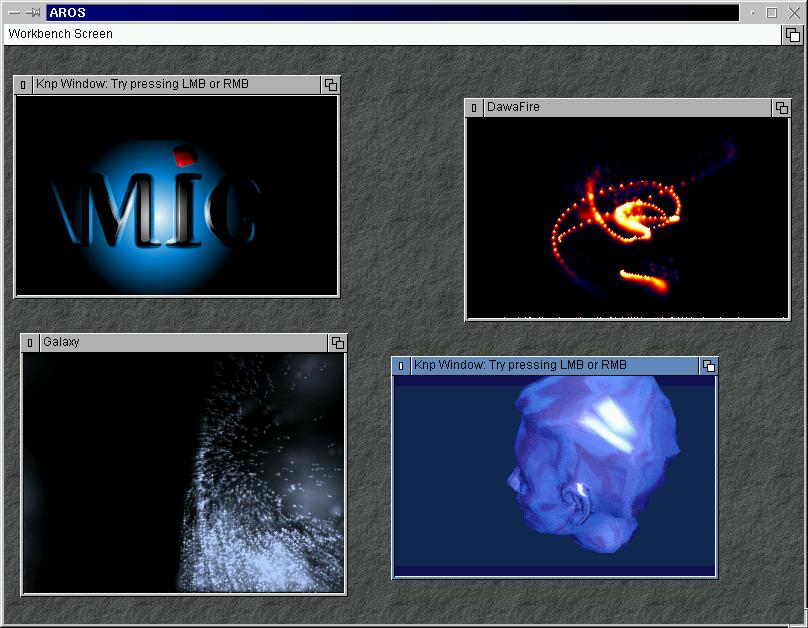 AROS
Workbench Screen
Knp Window: Try pressing LMB or RMB
DawaFire
MiC
Galaxy
Knp Window: Try pressing LMB or RMB